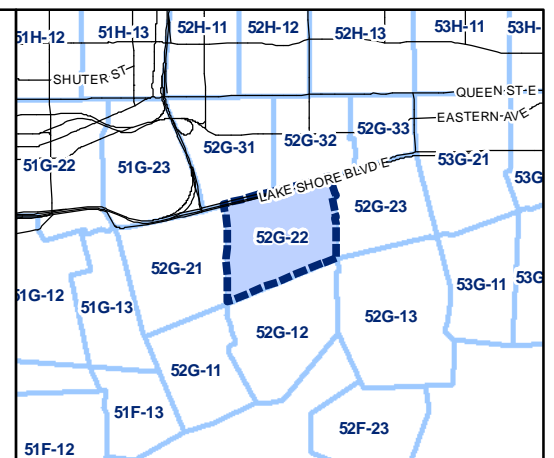 51H-12 51H-13 52H-11 52H-12 52H-13 53H-11 53H-
SHUTER ST
QUEEN ST E
EASTERN AVE
51G-22 51G-23 52G-31 52G-32 52G-33 53G-21 53G
LAKE SHORE BLVD E
52G-21 52G-22 52G-23
51G-12 51G-13 52G-12 52G-13 53G-11 53G
52G-11
51F-12 51F-13 52F-23